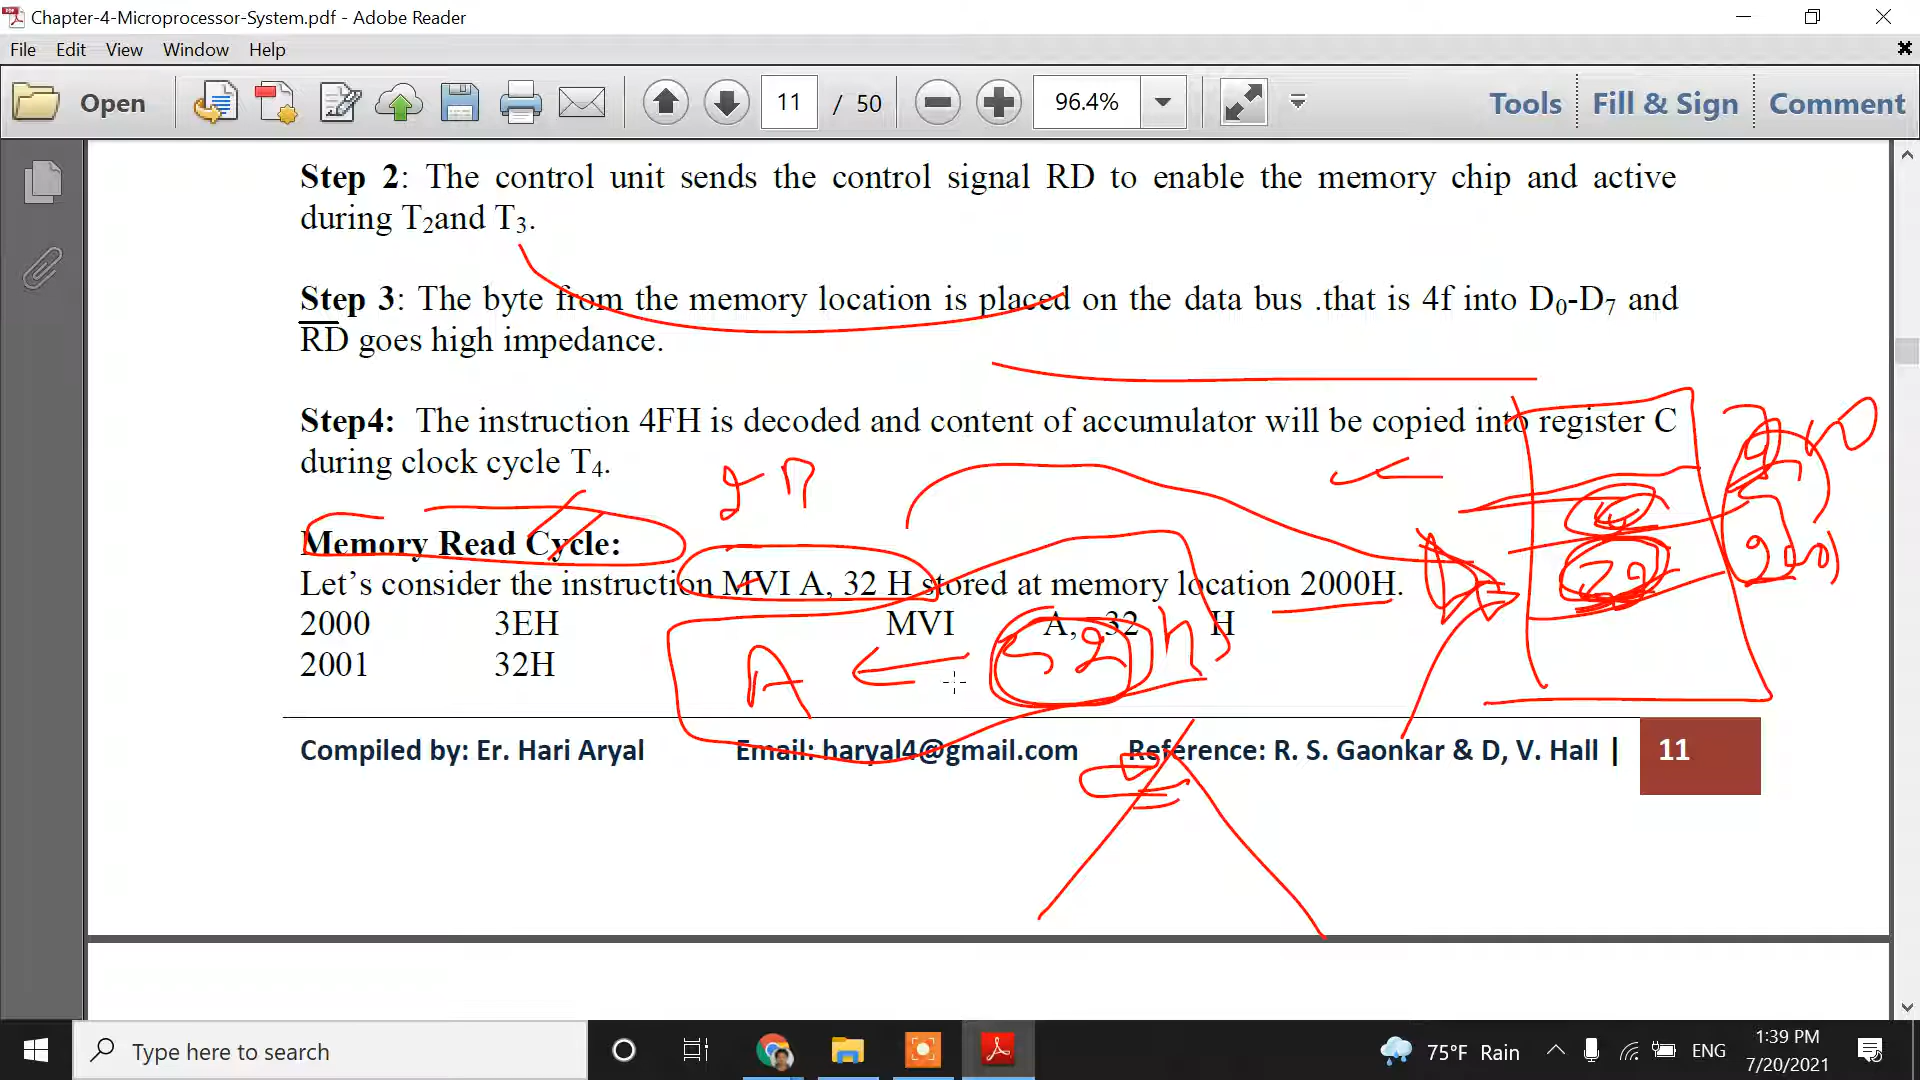 Chapter-4-Microprocessor-System.pdf - Adobe Reader
File Edit View Window Help
Open 11 / 50 96.4% Tools Fill & Sign Comment
Step 2: The control unit sends the control signal RD to enable the memory chip and active
during T2and T3.
Step 3: The byte from the memory location is placed on the data bus .that is 4f into D0-D7 and
RD goes high impedance.
Step4: The instruction 4FH is decoded and content of accumulator will be copied into register C
during clock cycle T4.
Memory Read Cycle:
Let's consider the instruction MVI A, 32 H stored at memory location 2000H.
2000 3EH MVI A, 32 H
2001 32H
A ← 32 h
Compiled by: Er. Hari Aryal Email: haryal4@gmail.com Reference: R. S. Gaonkar & D, V. Hall | 11
Type here to search 75°F Rain ENG 1:39 PM
7/20/2021